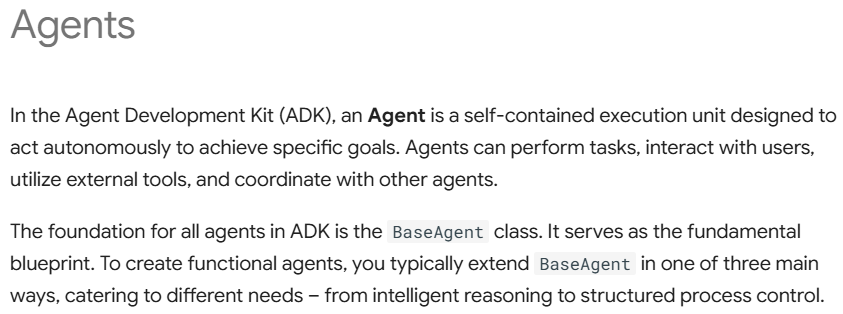 Agents
In the Agent Development Kit (ADK), an Agent is a self-contained execution unit designed to
act autonomously to achieve specific goals. Agents can perform tasks, interact with users,
utilize external tools, and coordinate with other agents.
The foundation for all agents in ADK is the BaseAgent class. It serves as the fundamental
blueprint. To create functional agents, you typically extend BaseAgent in one of three main
ways, catering to different needs – from intelligent reasoning to structured process control.